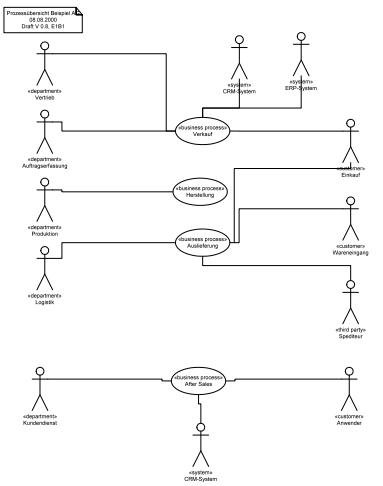 Prozessübersicht Beispiel AG
08.08.2000
Draft V 0.8, E1B1
«department»
Vertrieb
«system»
CRM-System
«system»
ERP-System
«business process»
Verkauf
«department»
Auftragserfassung
«customer»
Einkauf
«business process»
Herstellung
«department»
Produktion
«business process»
Auslieferung
«customer»
Wareneingang
«department»
Logistik
«third party»
Spediteur
«business process»
After Sales
«department»
Kundendienst
«customer»
Anwender
«system»
CRM-System